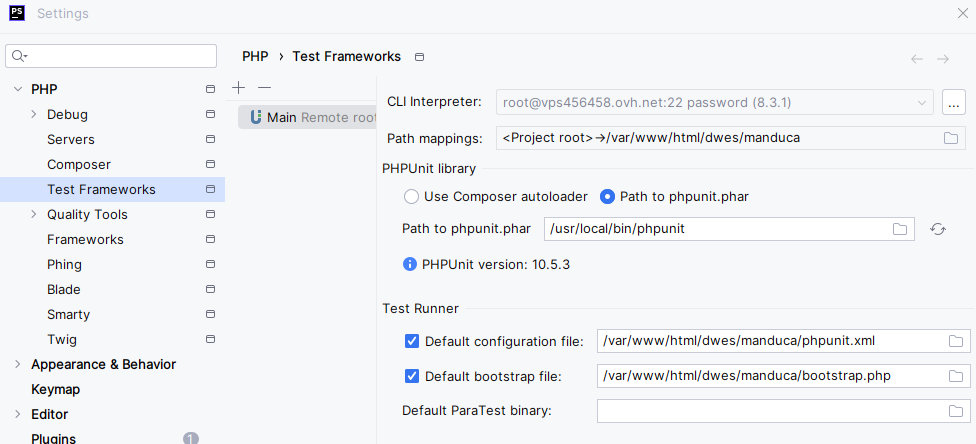 PS Settings
PHP › Test Frameworks
PHP
Debug
Servers
Composer
Test Frameworks
Quality Tools
Frameworks
Phing
Blade
Smarty
Twig
Appearance & Behavior
Keymap
Editor
Plugins 1
Main Remote root
CLI Interpreter: root@vps456458.ovh.net:22 password (8.3.1) ...
Path mappings: <Project root>→/var/www/html/dwes/manduca
PHPUnit library
Use Composer autoloader Path to phpunit.phar
Path to phpunit.phar /usr/local/bin/phpunit
PHPUnit version: 10.5.3
Test Runner
Default configuration file: /var/www/html/dwes/manduca/phpunit.xml
Default bootstrap file: /var/www/html/dwes/manduca/bootstrap.php
Default ParaTest binary: